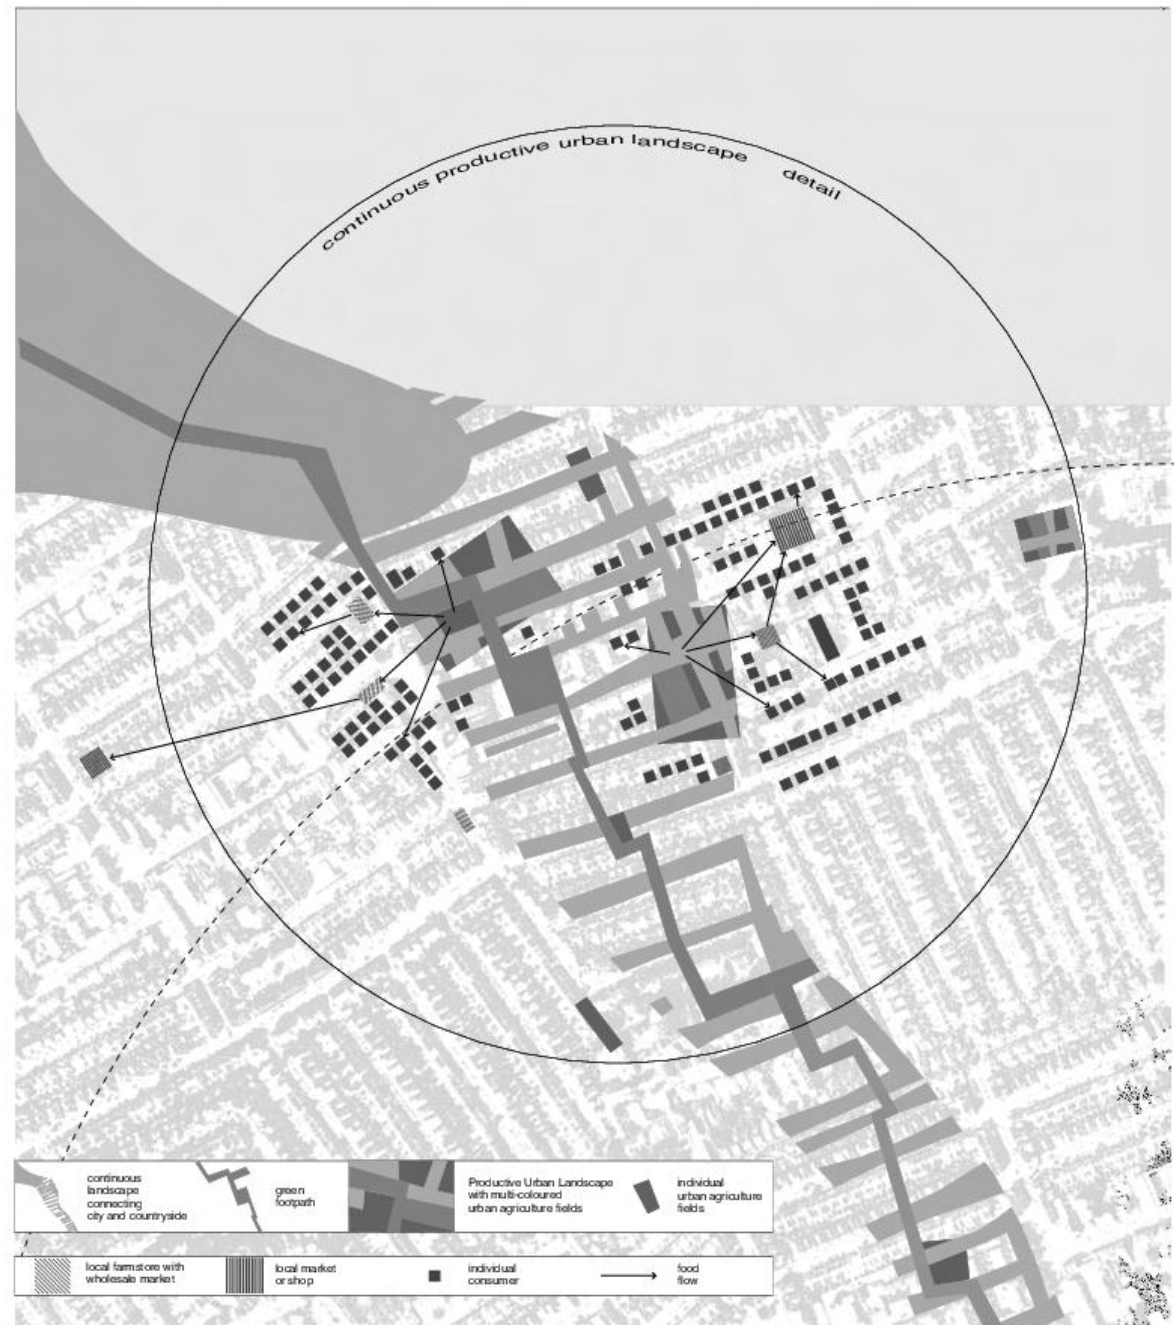 continuous productive urban landscape detail
continuous
landscape
connecting
city and countryside
green
footpath
Productive Urban Landscape
with multi-coloured
urban agriculture fields
individual
urban agriculture
fields
local farmstore with
wholesale market
local market
or shop
individual
consumer
food
flow